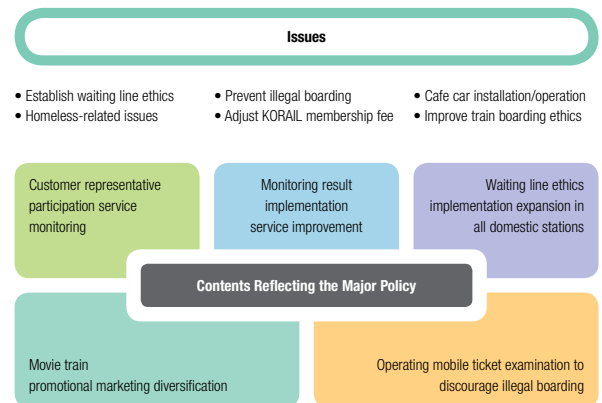 Issues
• Establish waiting line ethics
• Homeless-related issues
• Prevent illegal boarding
• Adjust KORAIL membership fee
• Cafe car installation/operation
• Improve train boarding ethics
Customer representative
participation service
monitoring
Monitoring result
implementation
service improvement
Waiting line ethics
implementation expansion in
all domestic stations
Contents Reflecting the Major Policy
Movie train
promotional marketing diversification
Operating mobile ticket examination to
discourage illegal boarding